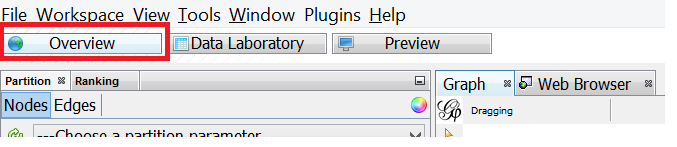 File Workspace View Tools Window Plugins Help
Overview Data Laboratory Preview
Partition Ranking Graph Web Browser
Nodes Edges Dragging
---Choose a partition parameter